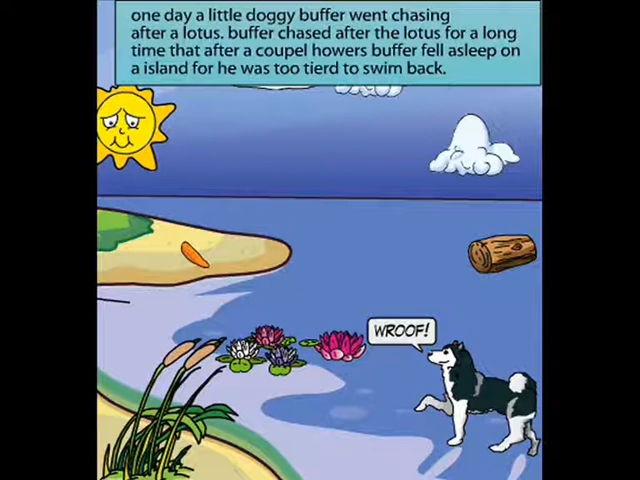 one day a little doggy buffer went chasing
after a lotus. buffer chased after the lotus for a long
time that after a coupel howers buffer fell asleep on
a island for he was too tierd to swim back.
WROOF!